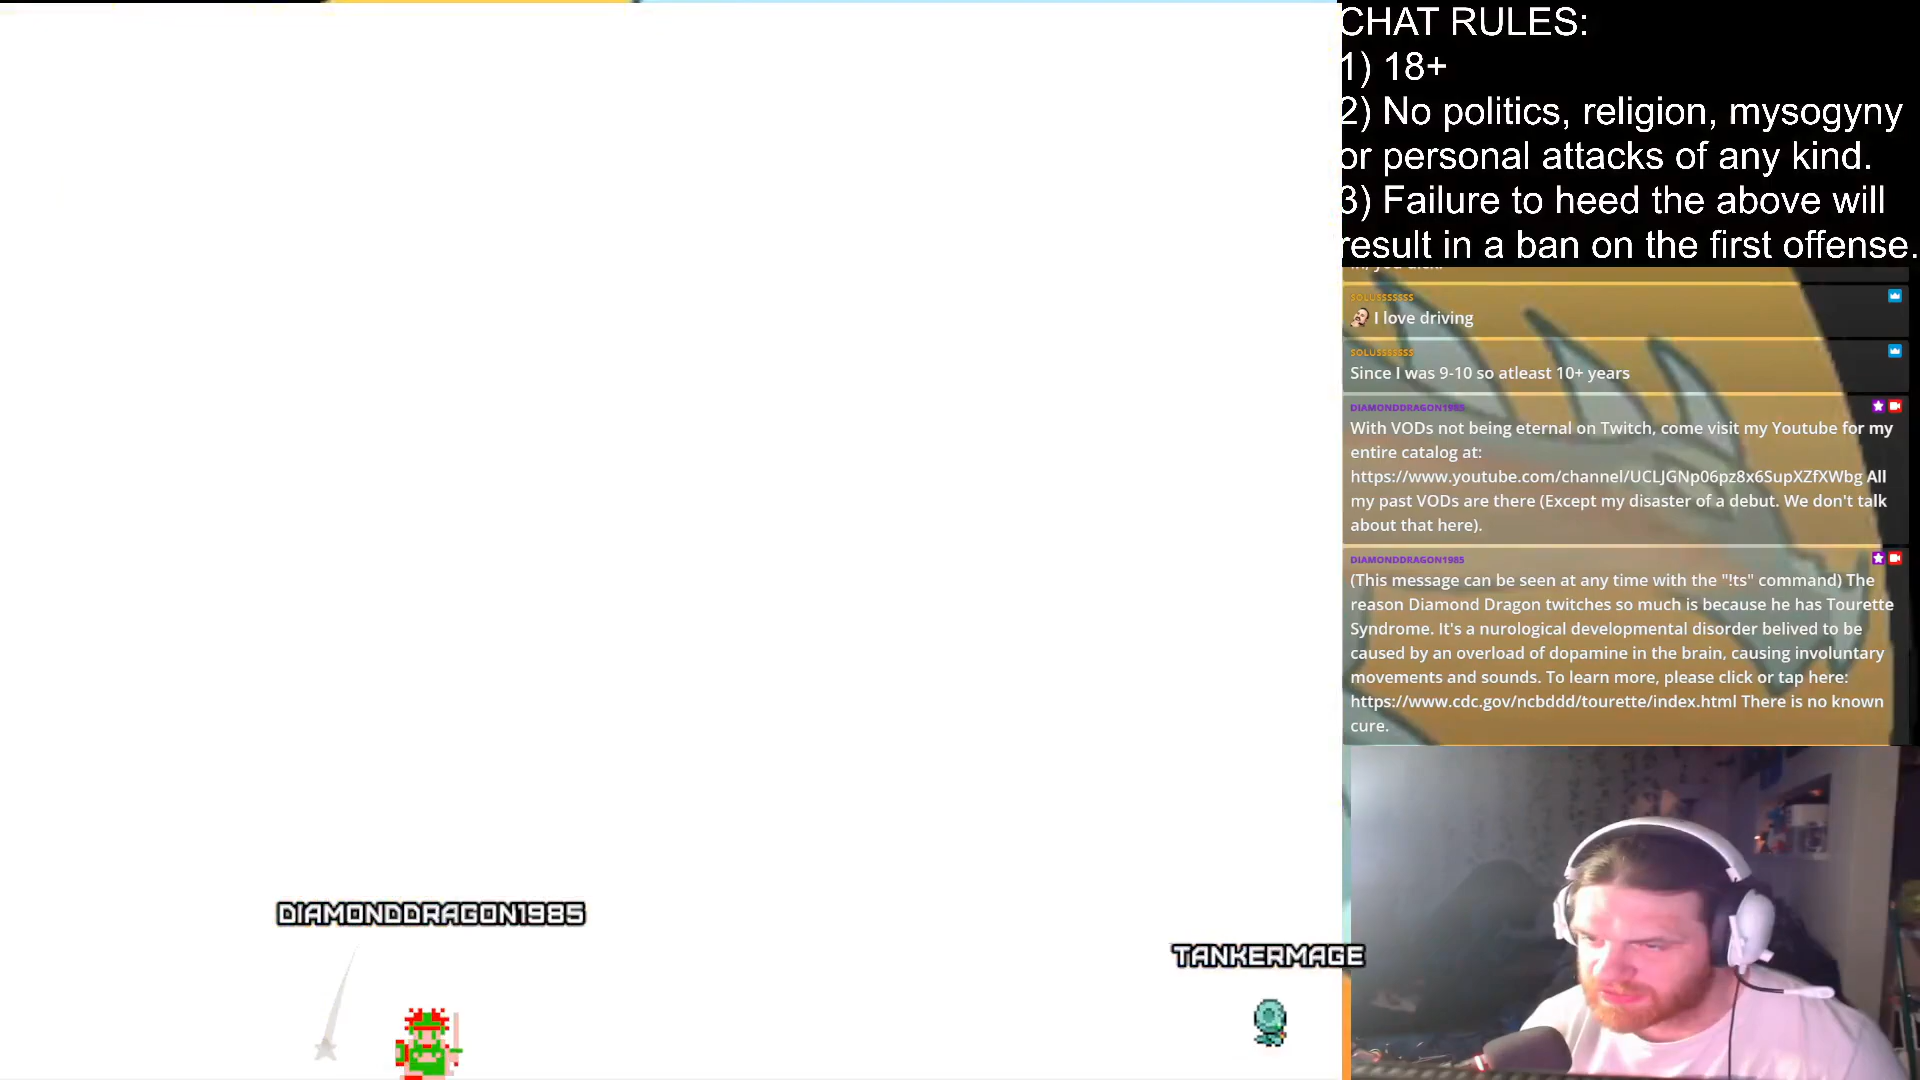 CHAT RULES:
1) 18+
2) No politics, religion, mysogyny
or personal attacks of any kind.
3) Failure to heed the above will
result in a ban on the first offense.
SOLUSSSSSSS
I love driving
SOLUSSSSSSS
Since I was 9-10 so atleast 10+ years
DIAMONDDRAGON1985
With VODs not being eternal on Twitch, come visit my Youtube for my
entire catalog at:
https://www.youtube.com/channel/UCLJGNp06pz8x6SupXZfXWbg All
my past VODs are there (Except my disaster of a debut. We don't talk
about that here).
DIAMONDDRAGON1985
(This message can be seen at any time with the "!ts" command) The
reason Diamond Dragon twitches so much is because he has Tourette
Syndrome. It's a nurological developmental disorder belived to be
caused by an overload of dopamine in the brain, causing involuntary
movements and sounds. To learn more, please click or tap here:
https://www.cdc.gov/ncbddd/tourette/index.html There is no known
cure.
DIAMONDDRAGON1985
TANKERMAGE